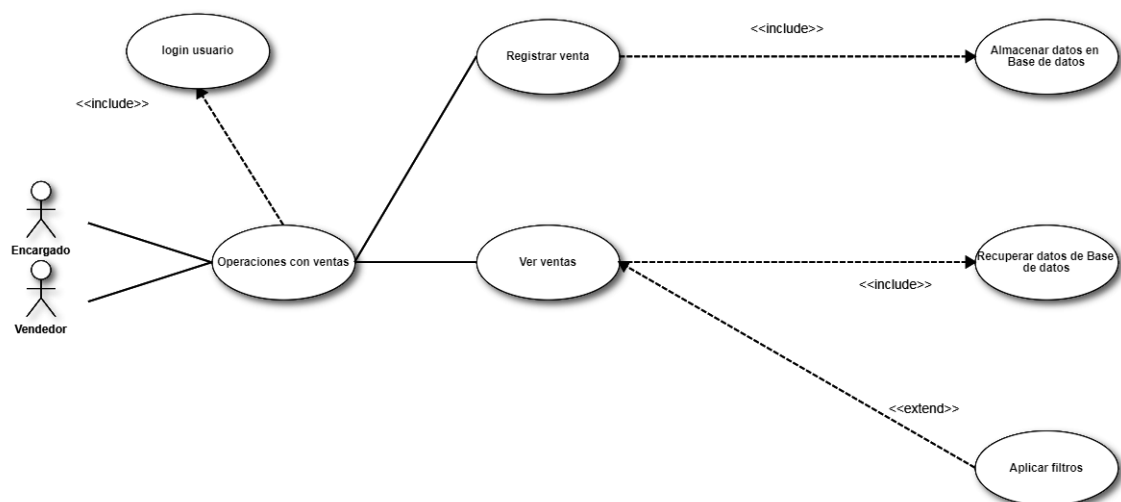 <<include>>
login usuario
Registrar venta
Almacenar datos en
Base de datos
<<include>>
Encargado
Vendedor
Operaciones con ventas
Ver ventas
Recuperar datos de Base
de datos
<<include>>
<<extend>>
Aplicar filtros